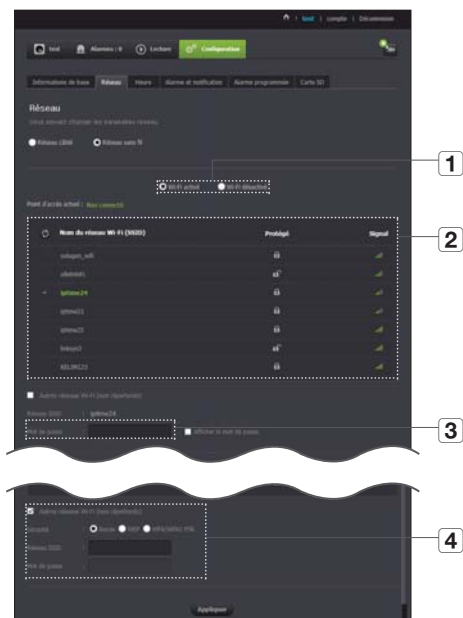 test | compte | Déconnexion
test Alarmes : 0 Lecture Configuration
Informations de base Réseau Heure Alarme et notification Alarme programmée Carte SD
Réseau
Vous pouvez changer les paramètres réseau.
Réseau câblé Réseau sans fil
1
Wi-Fi activé Wi-Fi désactivé
Point d'accès actuel : Non connecté
2
Nom du réseau Wi-Fi (SSID) Protégé Signal
iptime24
iptime23
iptime25
linksys3
Autre réseau Wi-Fi (non répertorié)
Réseau SSID : iptime24
3
Mot de passe : Afficher le mot de passe.
Autre réseau Wi-Fi (non répertorié)
Sécurité : Aucun WEP WPA/WPA2 PSK
4
Réseau SSID :
Mot de passe :
Appliquer